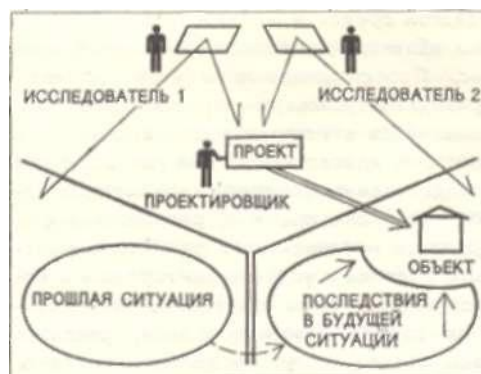 ИССЛЕДОВАТЕЛЬ 1
ИССЛЕДОВАТЕЛЬ 2
ПРОЕКТ
ПРОЕКТИРОВЩИК
ОБЪЕКТ
ПРОШЛАЯ СИТУАЦИЯ
ПОСЛЕДСТВИЯ
В БУДУЩЕЙ
СИТУАЦИИ